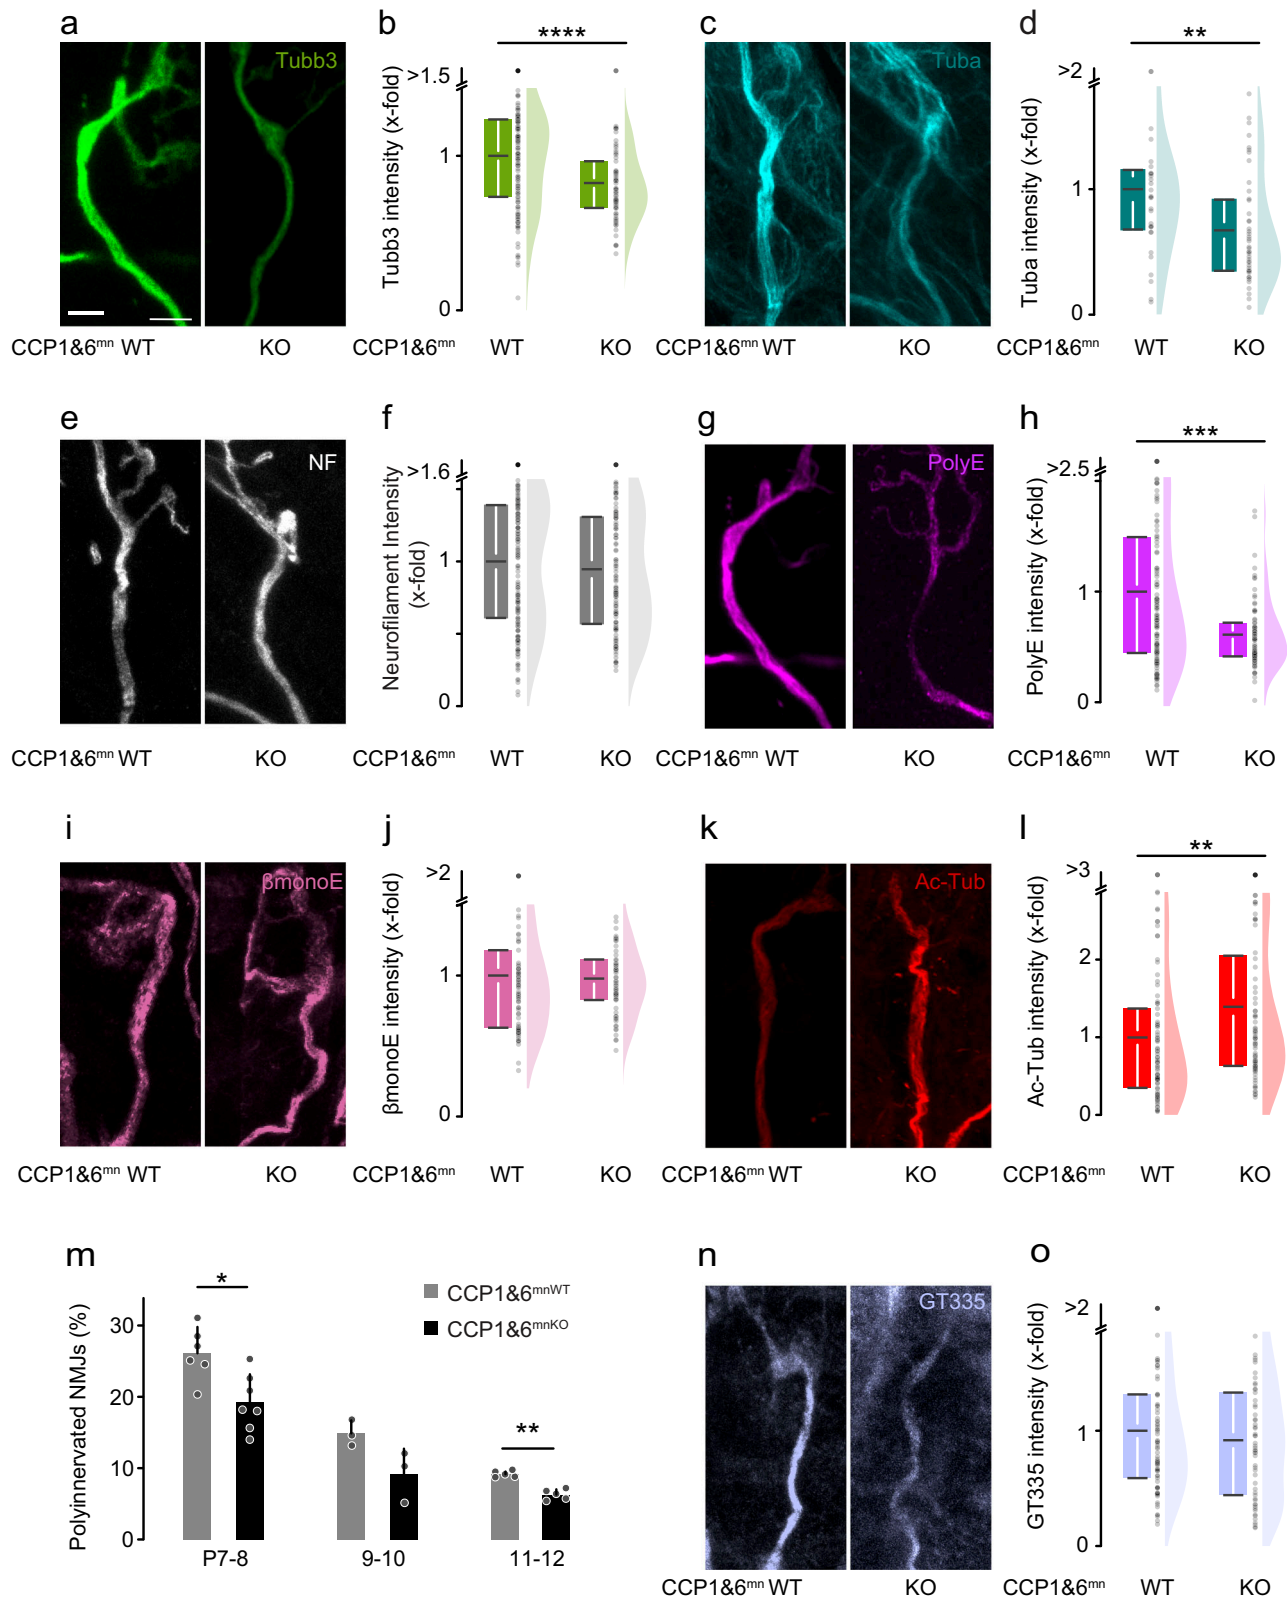 a
b
c
d
Tubb3
Tuba
****
**
Tubb3 intensity (x-fold)
>1.5
1
0
Tuba intensity (x-fold)
>2
1
0
CCP1&6ᵐⁿ WT
KO
CCP1&6ᵐⁿ
WT
KO
CCP1&6ᵐⁿ WT
KO
CCP1&6ᵐⁿ
WT
KO
e
f
g
h
NF
PolyE
***
Neurofilament Intensity
(x-fold)
>1.6
1
0
PolyE intensity (x-fold)
>2.5
1
0
CCP1&6ᵐⁿ WT
KO
CCP1&6ᵐⁿ
WT
KO
CCP1&6ᵐⁿ WT
KO
CCP1&6ᵐⁿ
WT
KO
i
j
k
l
βmonoE
Ac-Tub
**
βmonoE intensity (x-fold)
>2
1
0
Ac-Tub intensity (x-fold)
>3
2
1
0
CCP1&6ᵐⁿ WT
KO
CCP1&6ᵐⁿ
WT
KO
CCP1&6ᵐⁿ WT
KO
CCP1&6ᵐⁿ
WT
KO
m
n
o
*
**
CCP1&6ᵐⁿᵂᵀ
CCP1&6ᵐⁿᴷᴼ
Polyinnervated NMJs (%)
30
20
10
0
P7-8
9-10
11-12
GT335
GT335 intensity (x-fold)
>2
1
0
CCP1&6ᵐⁿ WT
KO
CCP1&6ᵐⁿ
WT
KO